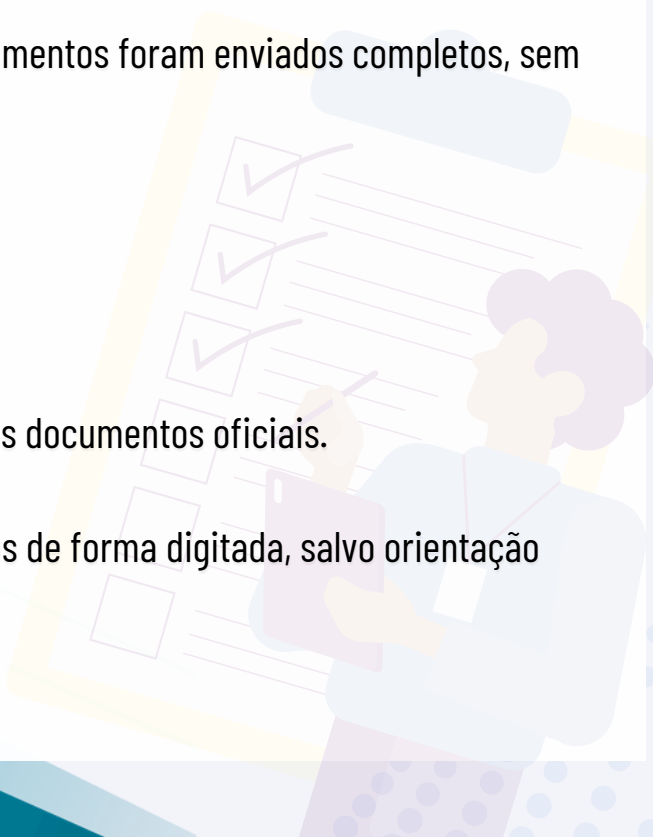 mentos foram enviados completos, sem
s documentos oficiais.
s de forma digitada, salvo orientação